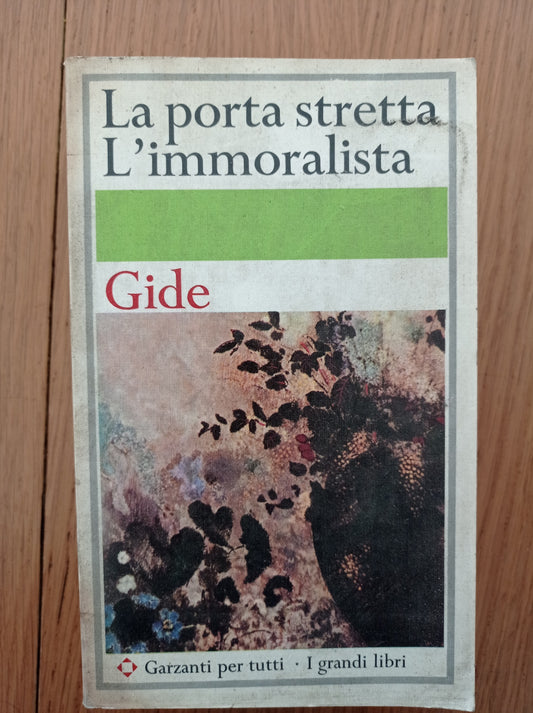 La porta stretta
L'immoralista
Gide
Garzanti per tutti · I grandi libri